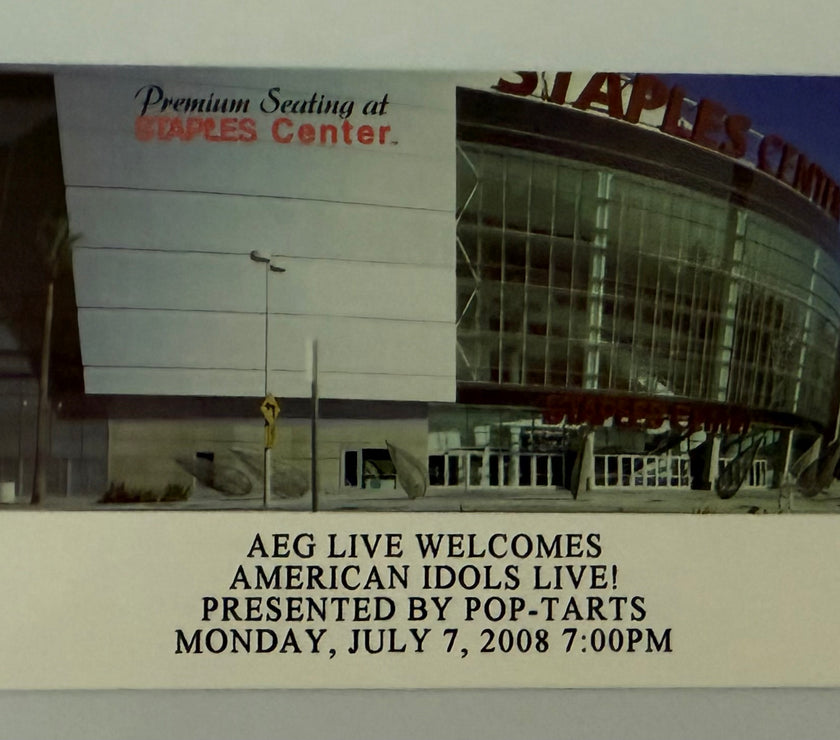 Premium Seating at
STAPLES Center™
STAPLES CENTER
STAPLES CENTER
AEG LIVE WELCOMES
AMERICAN IDOLS LIVE!
PRESENTED BY POP-TARTS
MONDAY, JULY 7, 2008 7:00PM